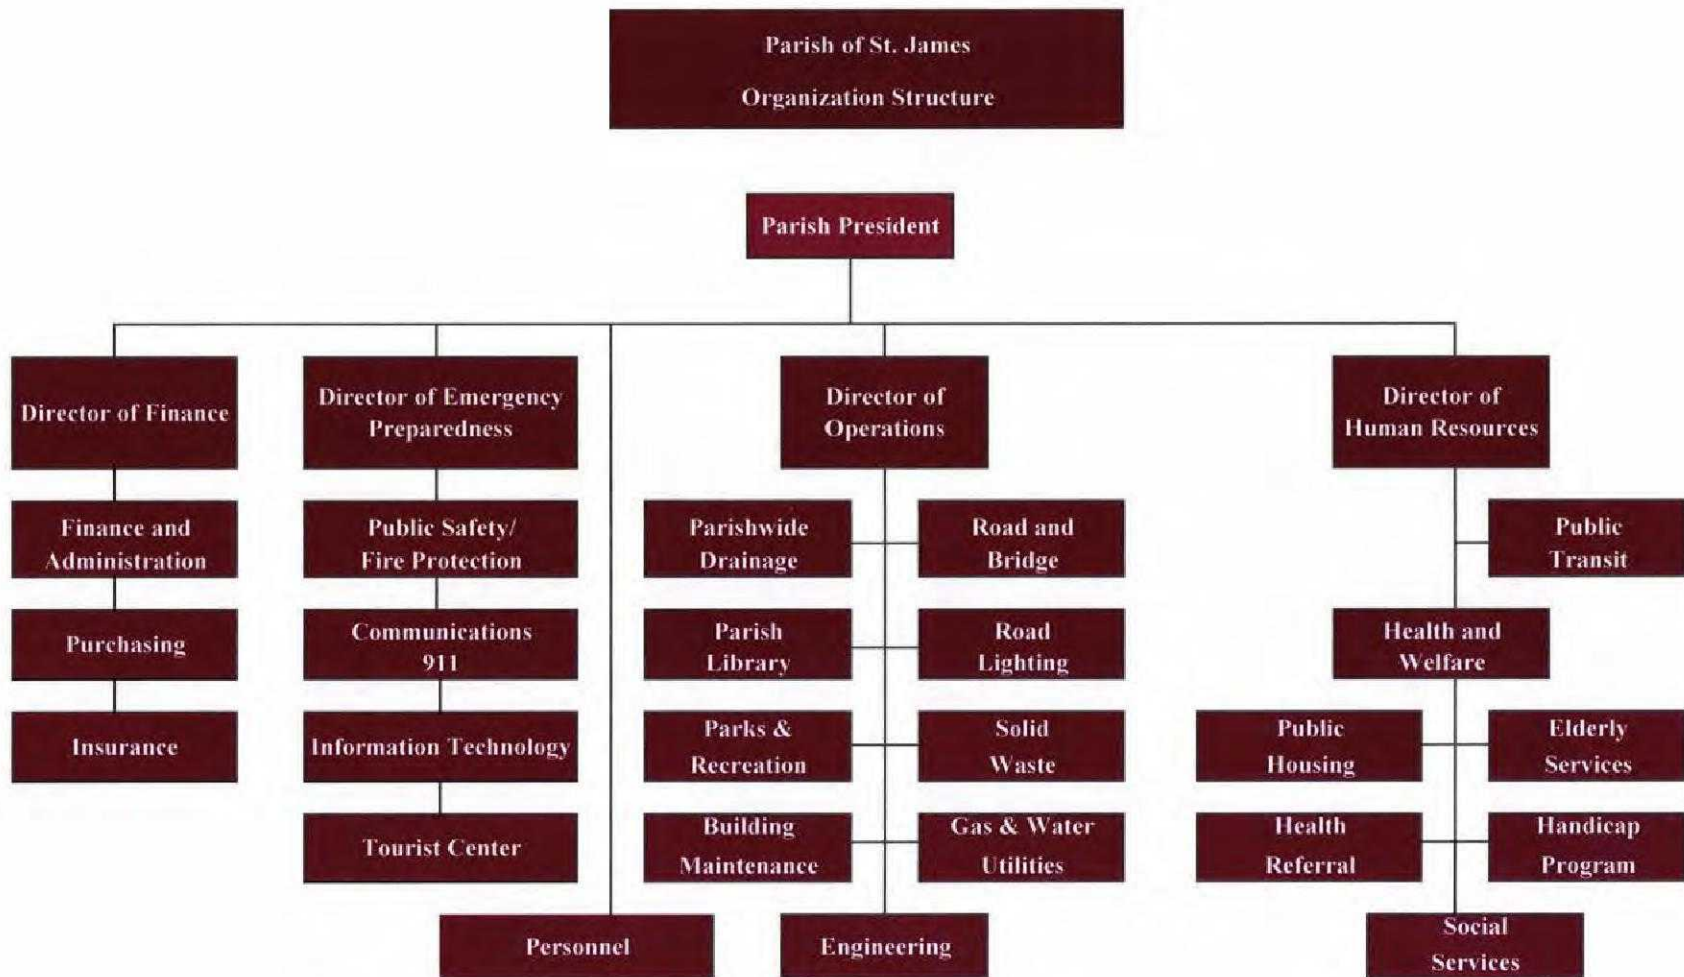 Parish of St. James
Organization Structure
Parish President
Director of Finance
Director of Emergency
Preparedness
Director of
Operations
Director of
Human Resources
Finance and
Administration
Public Safety/
Fire Protection
Parishwide
Drainage
Road and
Bridge
Public
Transit
Purchasing
Communications
911
Parish
Library
Road
Lighting
Health and
Welfare
Insurance
Information Technology
Parks &
Recreation
Solid
Waste
Public
Housing
Elderly
Services
Tourist Center
Building
Maintenance
Gas & Water
Utilities
Health
Referral
Handicap
Program
Personnel
Engineering
Social
Services